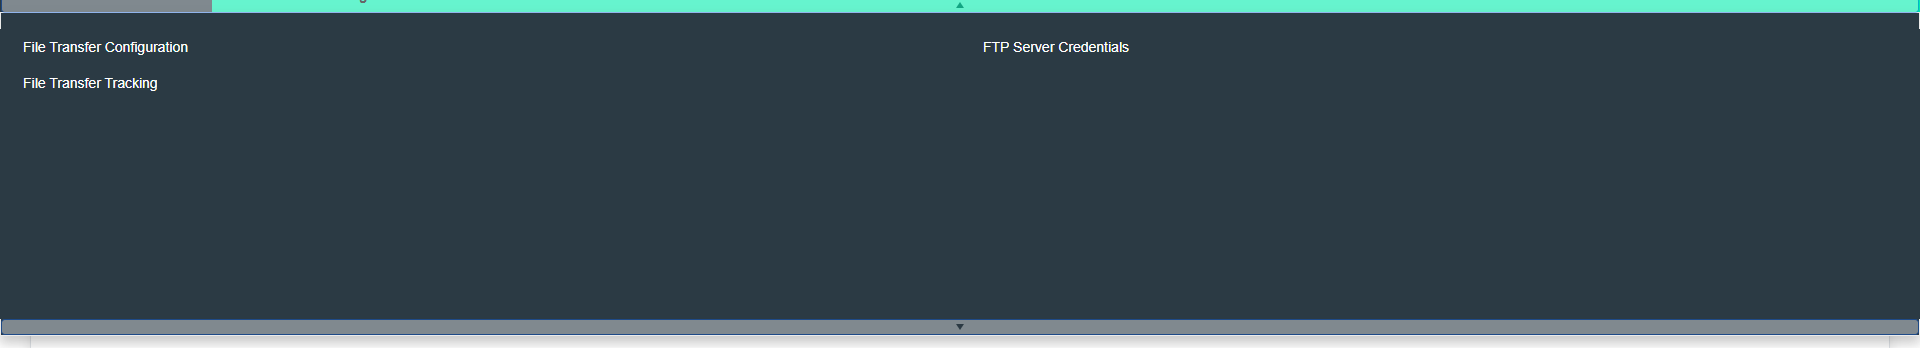 File Transfer Configuration
FTP Server Credentials
File Transfer Tracking